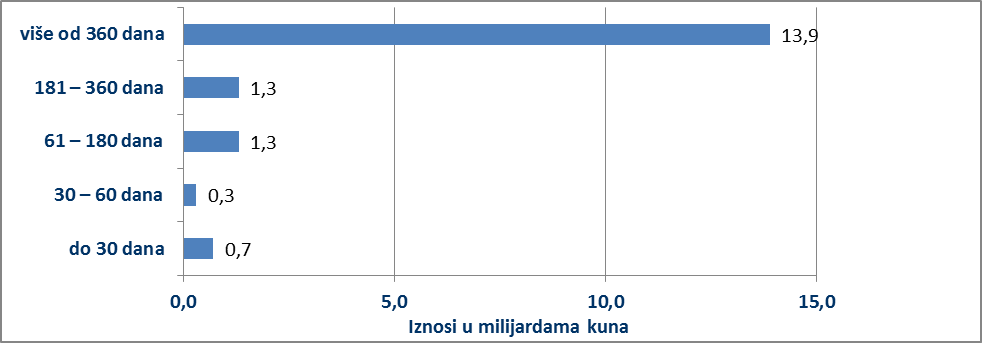 više od 360 dana
13,9
181 – 360 dana
1,3
61 – 180 dana
1,3
30 – 60 dana
0,3
do 30 dana
0,7
0,0 5,0 10,0 15,0
Iznosi u milijardama kuna